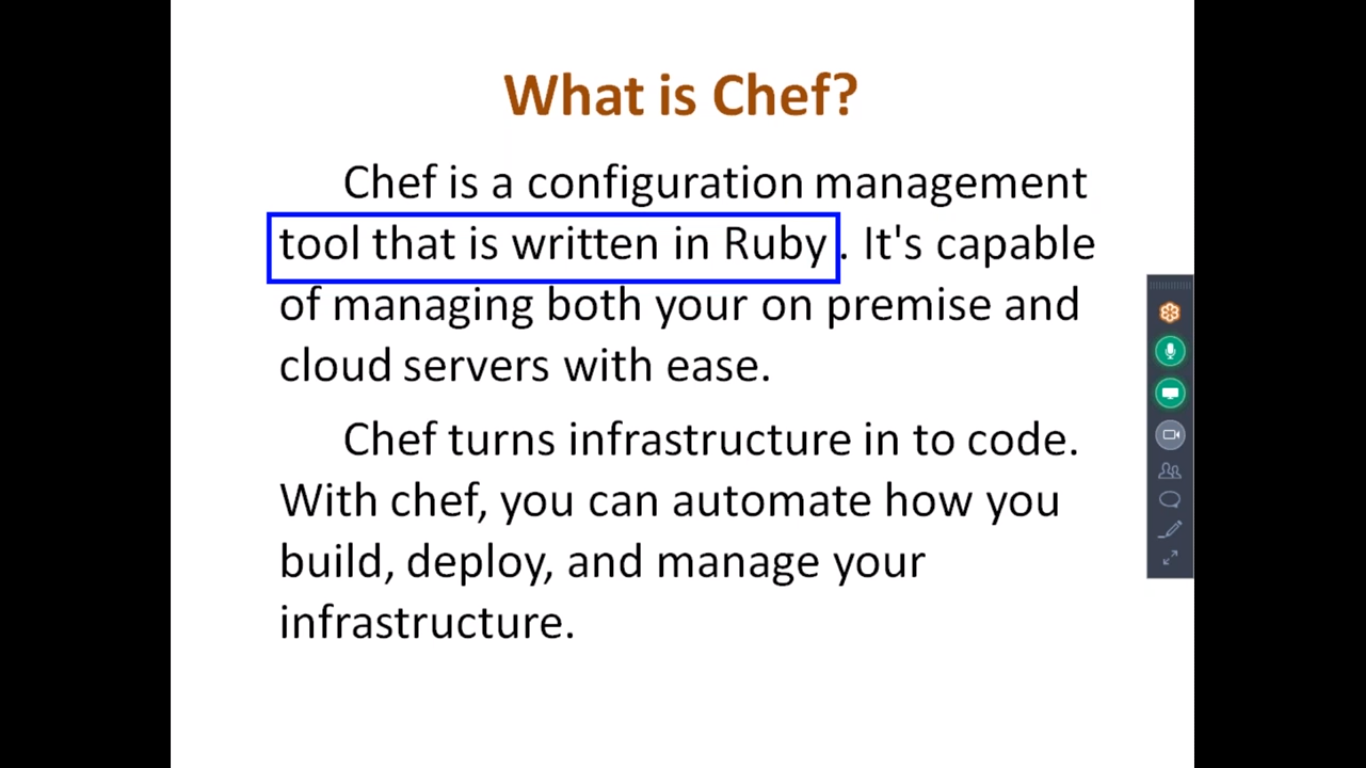 What is Chef?
Chef is a configuration management
tool that is written in Ruby . It's capable
of managing both your on premise and
cloud servers with ease.
Chef turns infrastructure in to code.
With chef, you can automate how you
build, deploy, and manage your
infrastructure.